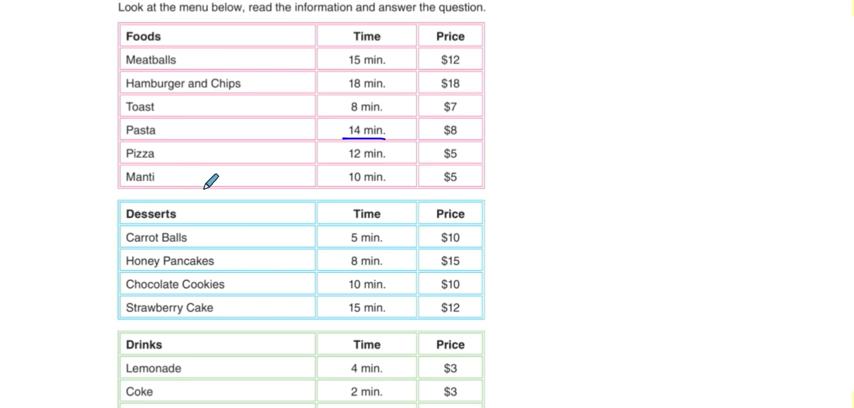 Look at the menu below, read the information and answer the question.
Foods Time Price
Meatballs 15 min. $12
Hamburger and Chips 18 min. $18
Toast 8 min. $7
Pasta 14 min. $8
Pizza 12 min. $5
Manti 10 min. $5
Desserts Time Price
Carrot Balls 5 min. $10
Honey Pancakes 8 min. $15
Chocolate Cookies 10 min. $10
Strawberry Cake 15 min. $12
Drinks Time Price
Lemonade 4 min. $3
Coke 2 min. $3